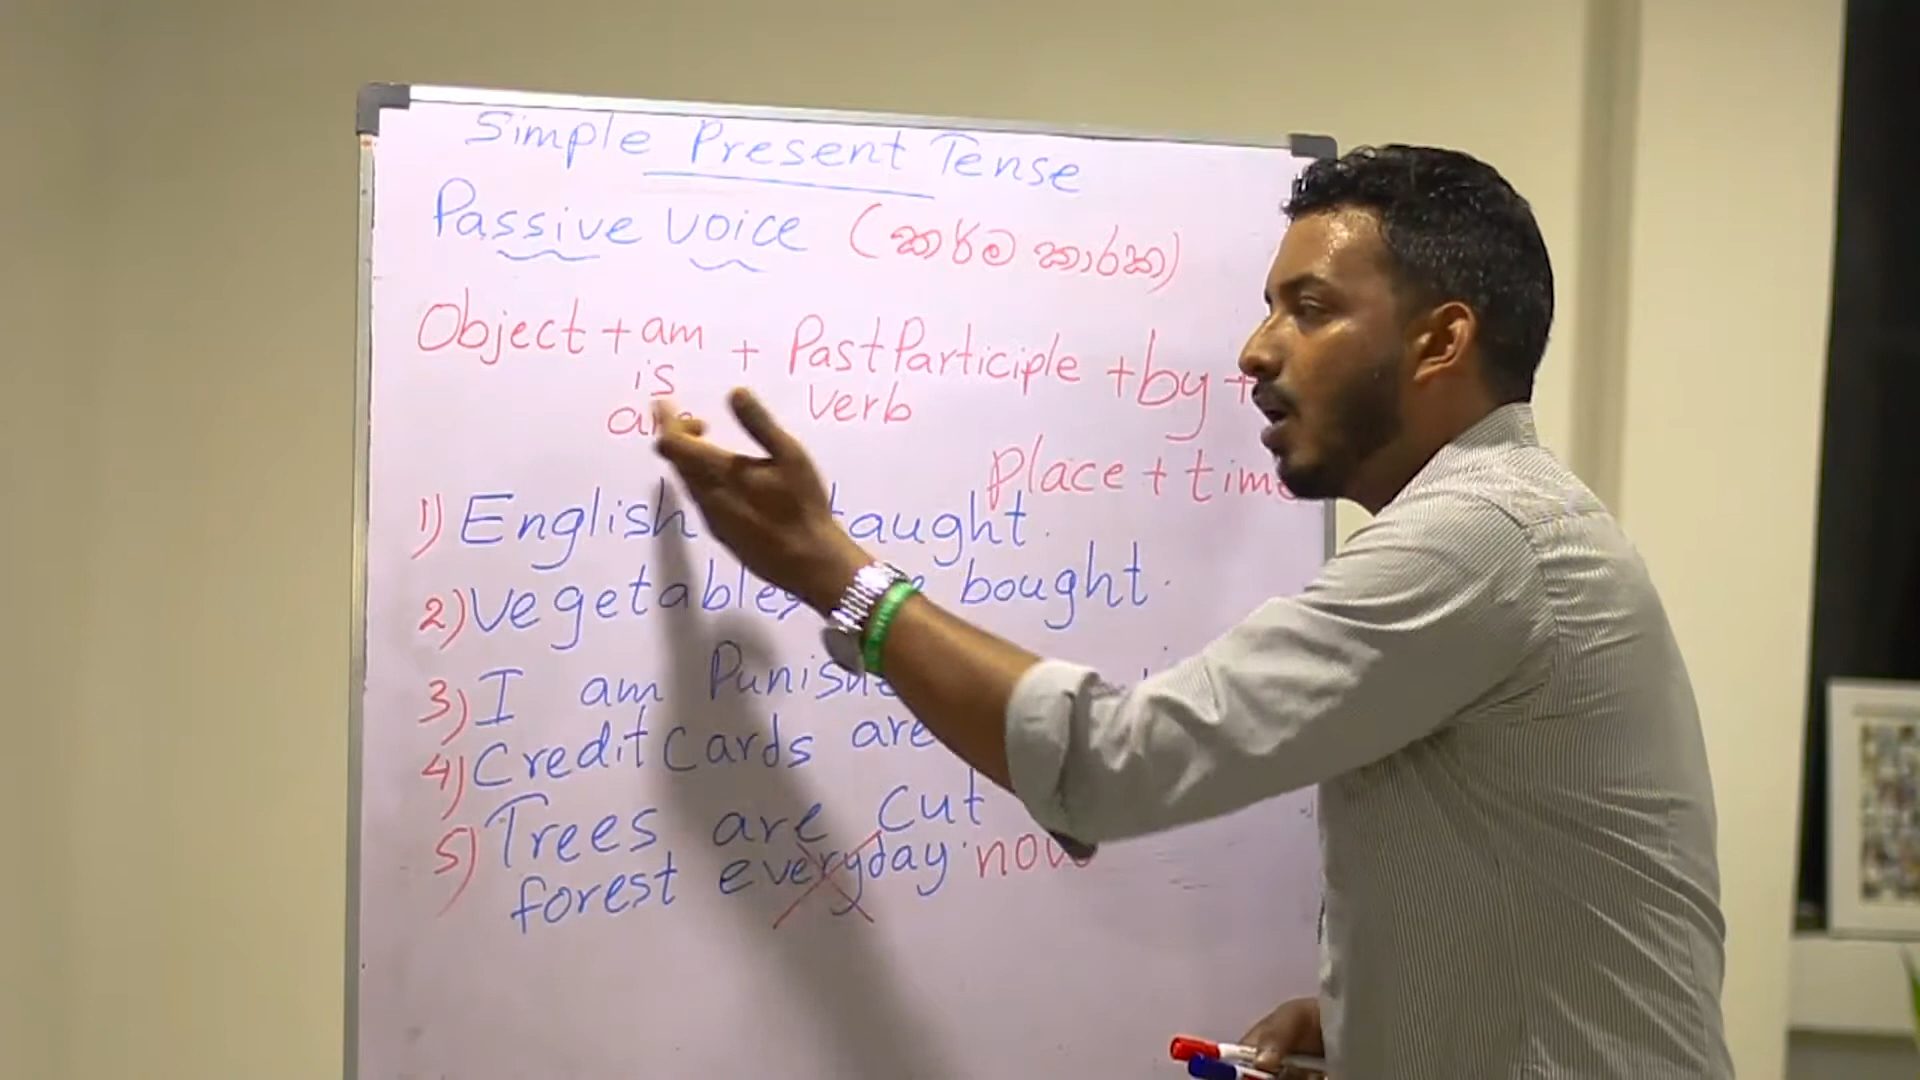 Simple Present Tense
Passive voice (කර්ම කාරක)
Object + am + Past Participle + by +
is verb
are
place + time
1) English taught.
2) Vegetables bought.
3) I am
4) Credit Cards are
5) Trees are cut
forest everyday now